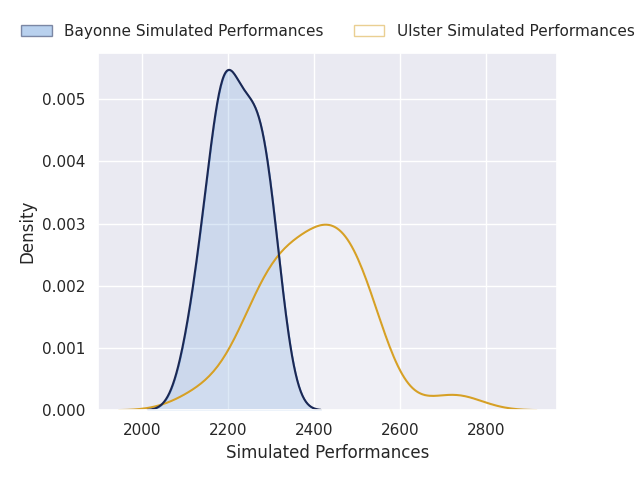 Bayonne Simulated Performances Ulster Simulated Performances
0.005
0.004
0.003
0.002
0.001
0.000
Density
2000 2200 2400 2600 2800
Simulated Performances